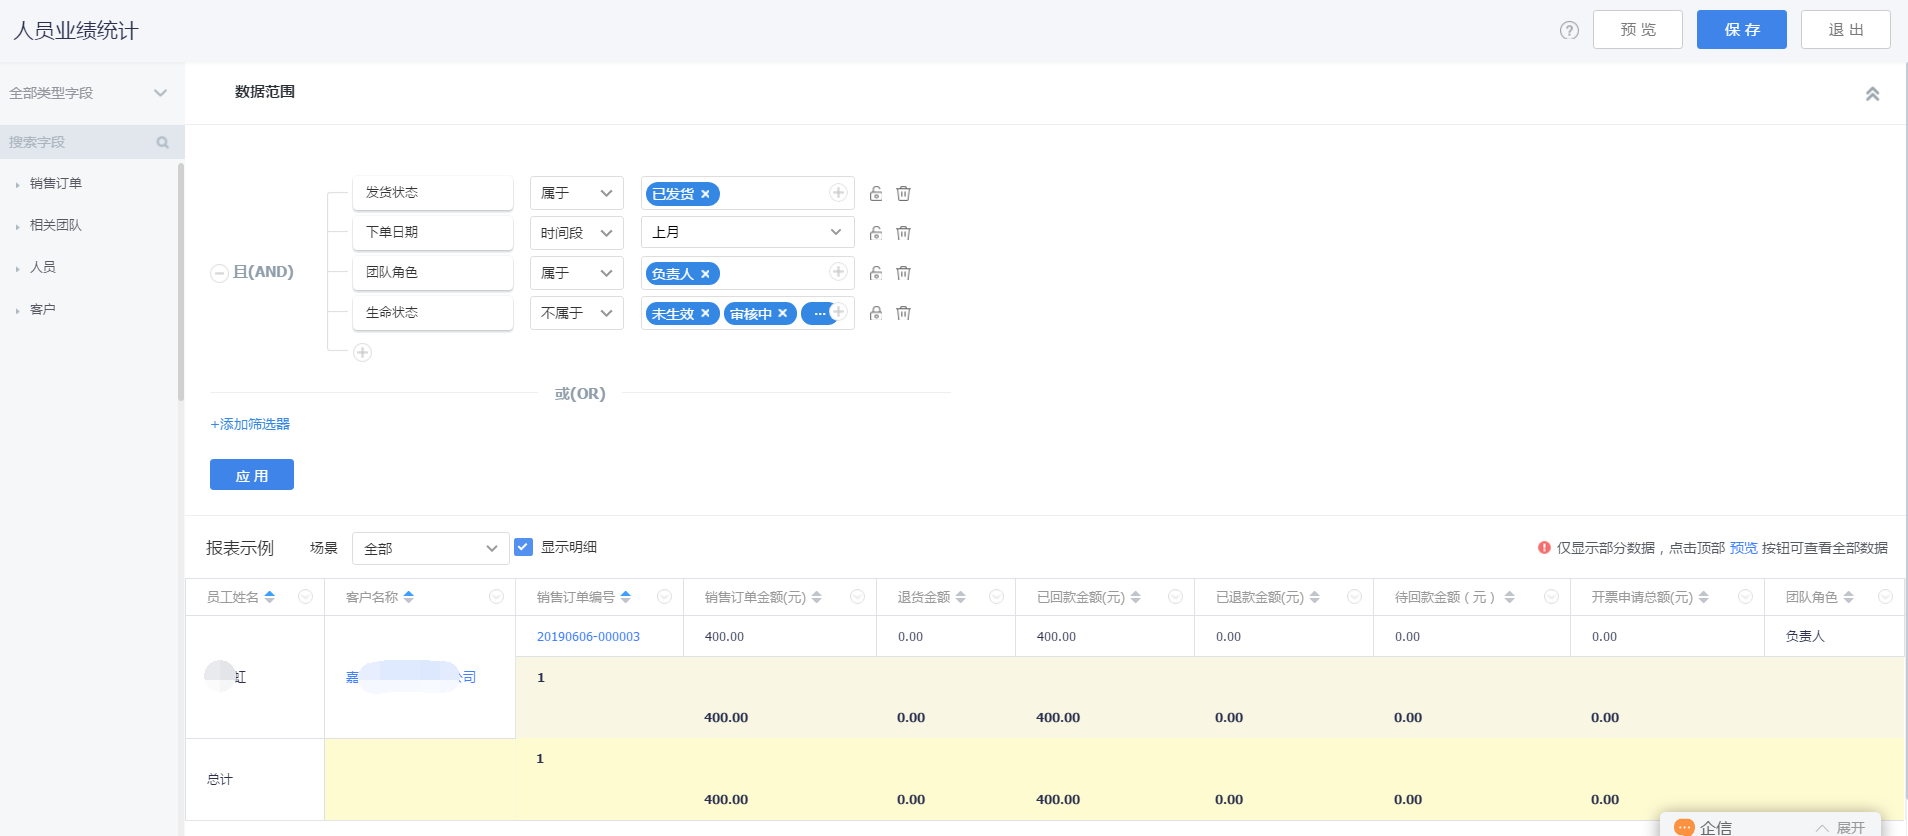 人员业绩统计
? 预览 保存 退出
全部类型字段
搜索字段
销售订单
相关团队
人员
客户
数据范围
且(AND)
发货状态 属于 已发货 ×
下单日期 时间段 上月
团队角色 属于 负责人 ×
生命状态 不属于 未生效 × 审核中 × ...
或(OR)
+添加筛选器
应用
报表示例 场景 全部 显示明细 仅显示部分数据，点击顶部 预览 按钮可查看全部数据
员工姓名 客户名称 销售订单编号 销售订单金额(元) 退货金额 已回款金额(元) 已退款金额(元) 待回款金额（元） 开票申请总额(元) 团队角色
20190606-000003 400.00 0.00 400.00 0.00 0.00 0.00 负责人
虹 嘉 公司 1
400.00 0.00 400.00 0.00 0.00 0.00
总计 1
400.00 0.00 400.00 0.00 0.00 0.00
企信 展开